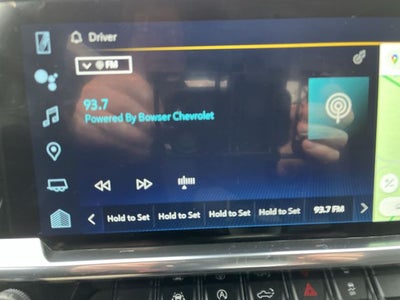 Driver
FM
93.7
Powered By Bowser Chevrolet
Hold to Set Hold to Set Hold to Set Hold to Set 93.7 FM